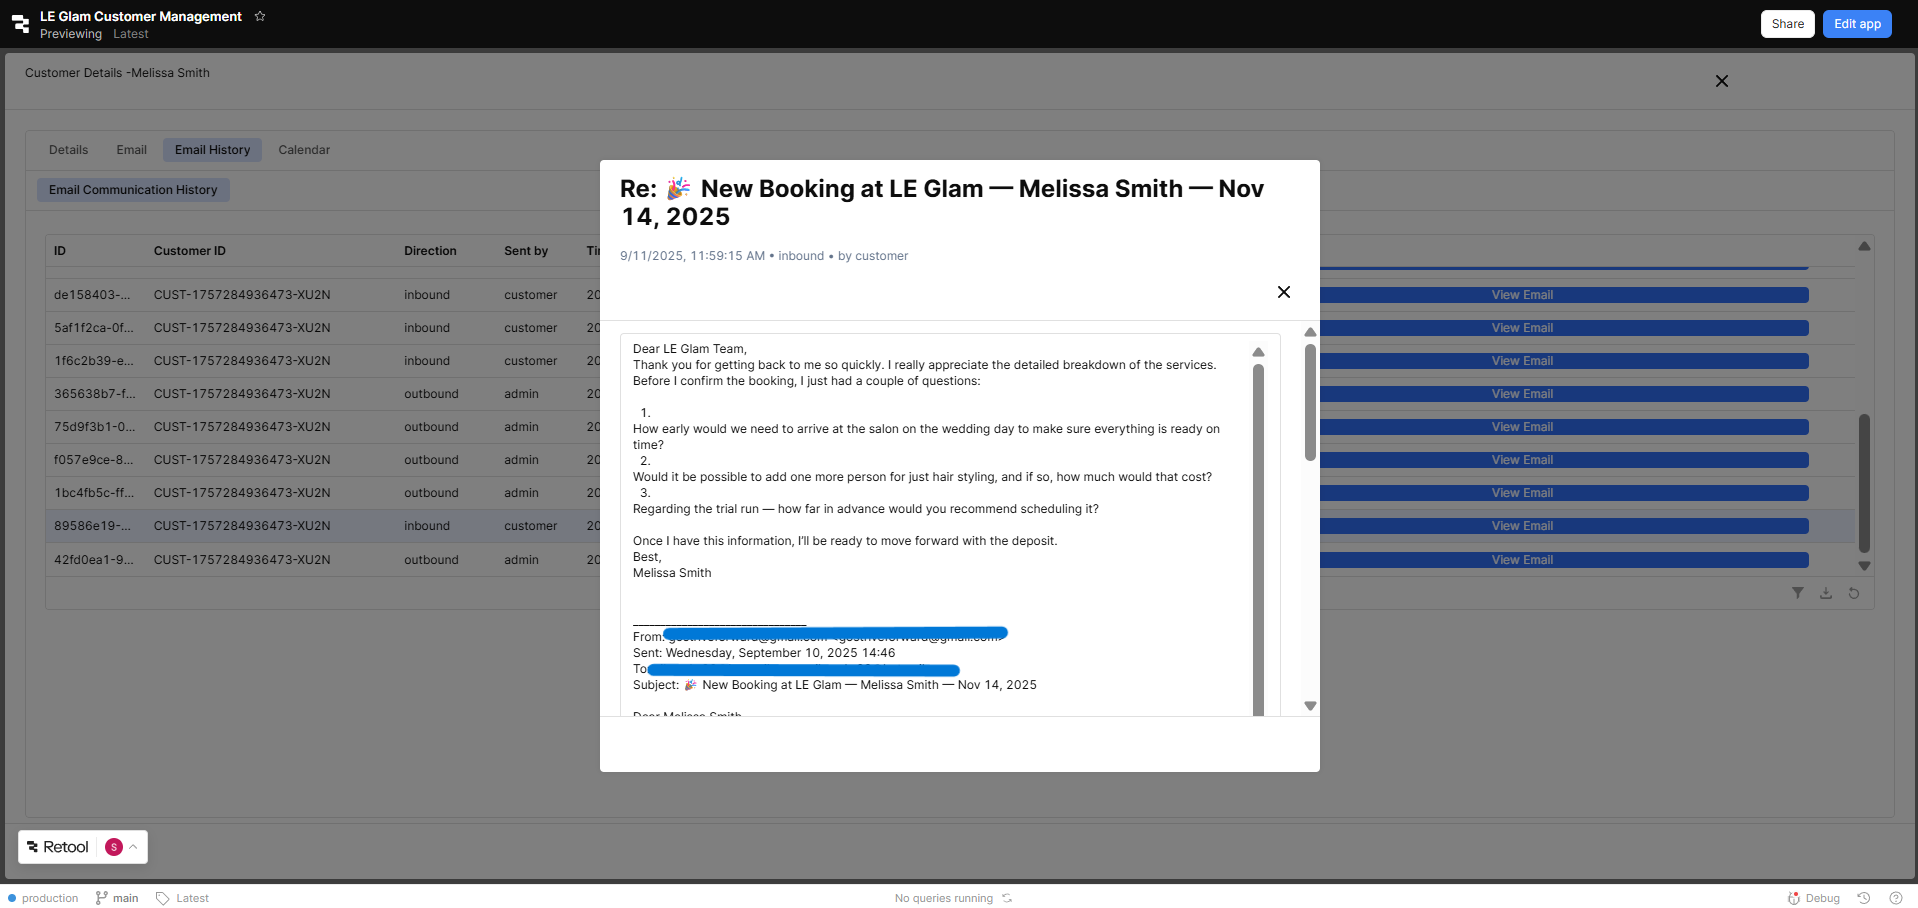 LE Glam Customer Management
Previewing Latest
Share
Edit app
Customer Details -Melissa Smith
Details Email Email History Calendar
Email Communication History
ID Customer ID Direction Sent by
de158403-... CUST-1757284936473-XU2N inbound customer 20 View Email
5af1f2ca-0f... CUST-1757284936473-XU2N inbound customer 20 View Email
1f6c2b39-e... CUST-1757284936473-XU2N inbound customer 20 View Email
365638b7-f... CUST-1757284936473-XU2N outbound admin 20 View Email
75d9f3b1-0... CUST-1757284936473-XU2N outbound admin 20 View Email
f057e9ce-8... CUST-1757284936473-XU2N outbound admin 20 View Email
1bc4fb5c-ff... CUST-1757284936473-XU2N outbound admin 20 View Email
89586e19-... CUST-1757284936473-XU2N inbound customer 20 View Email
42fd0ea1-9... CUST-1757284936473-XU2N outbound admin 20 View Email
Re: 🎉 New Booking at LE Glam — Melissa Smith — Nov
14, 2025
9/11/2025, 11:59:15 AM • inbound • by customer
Dear LE Glam Team,
Thank you for getting back to me so quickly. I really appreciate the detailed breakdown of the services.
Before I confirm the booking, I just had a couple of questions:
1.
How early would we need to arrive at the salon on the wedding day to make sure everything is ready on
time?
2.
Would it be possible to add one more person for just hair styling, and if so, how much would that cost?
3.
Regarding the trial run — how far in advance would you recommend scheduling it?
Once I have this information, I'll be ready to move forward with the deposit.
Best,
Melissa Smith
________________________________
From:
Sent: Wednesday, September 10, 2025 14:46
To:
Subject: 🎉 New Booking at LE Glam — Melissa Smith — Nov 14, 2025
Dear Melissa Smith
Retool S
production main Latest
No queries running
Debug